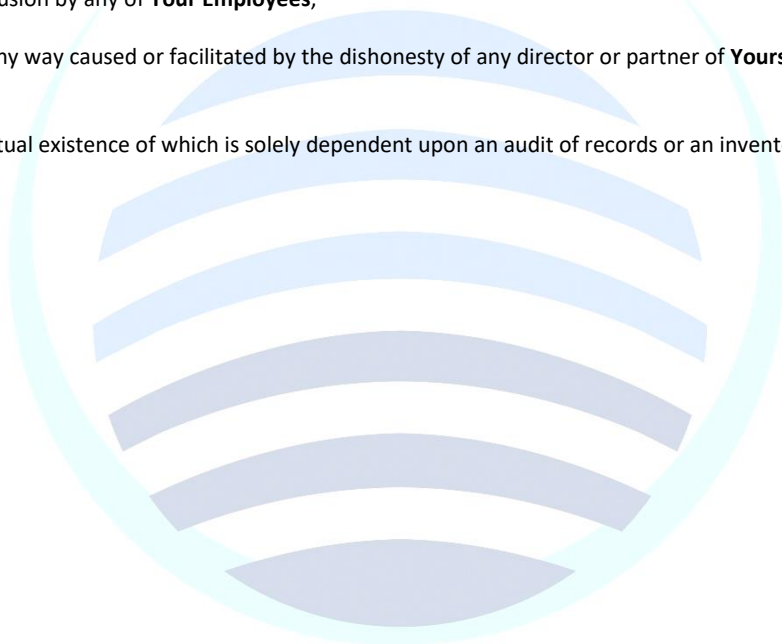 usion by any of Your Employees;
ny way caused or facilitated by the dishonesty of any director or partner of Yours
tual existence of which is solely dependent upon an audit of records or an invent